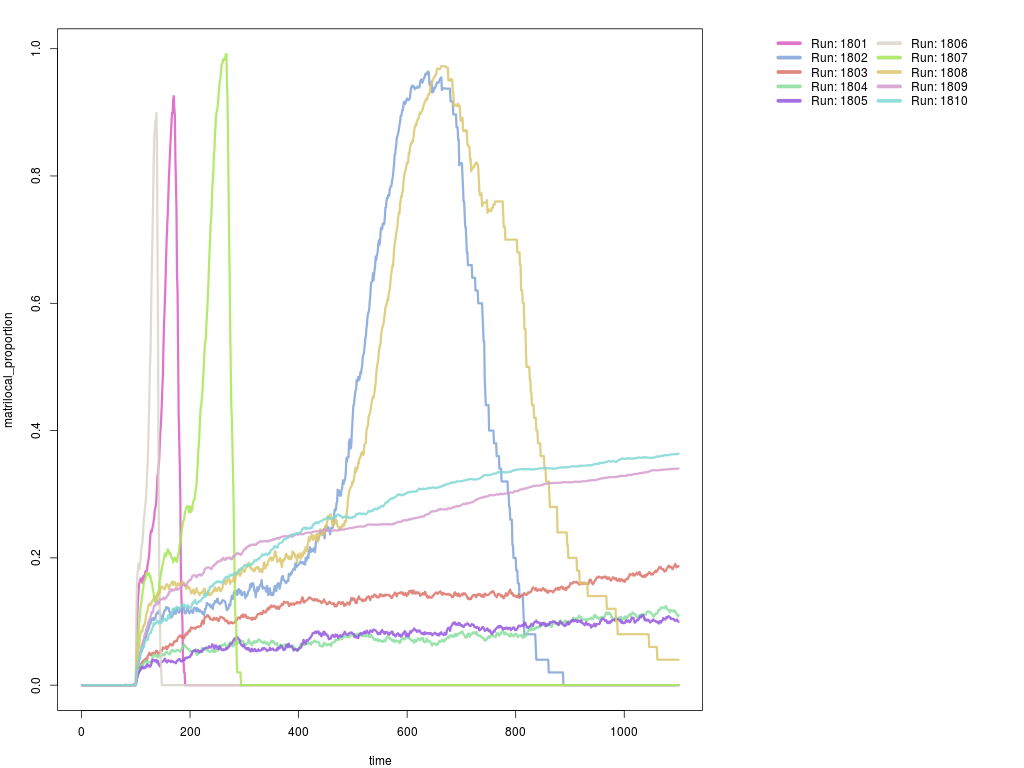 Run: 1801 Run: 1806
Run: 1802 Run: 1807
Run: 1803 Run: 1808
Run: 1804 Run: 1809
Run: 1805 Run: 1810
matrilocal_proportion
1.0
0.8
0.6
0.4
0.2
0.0
0 200 400 600 800 1000
time